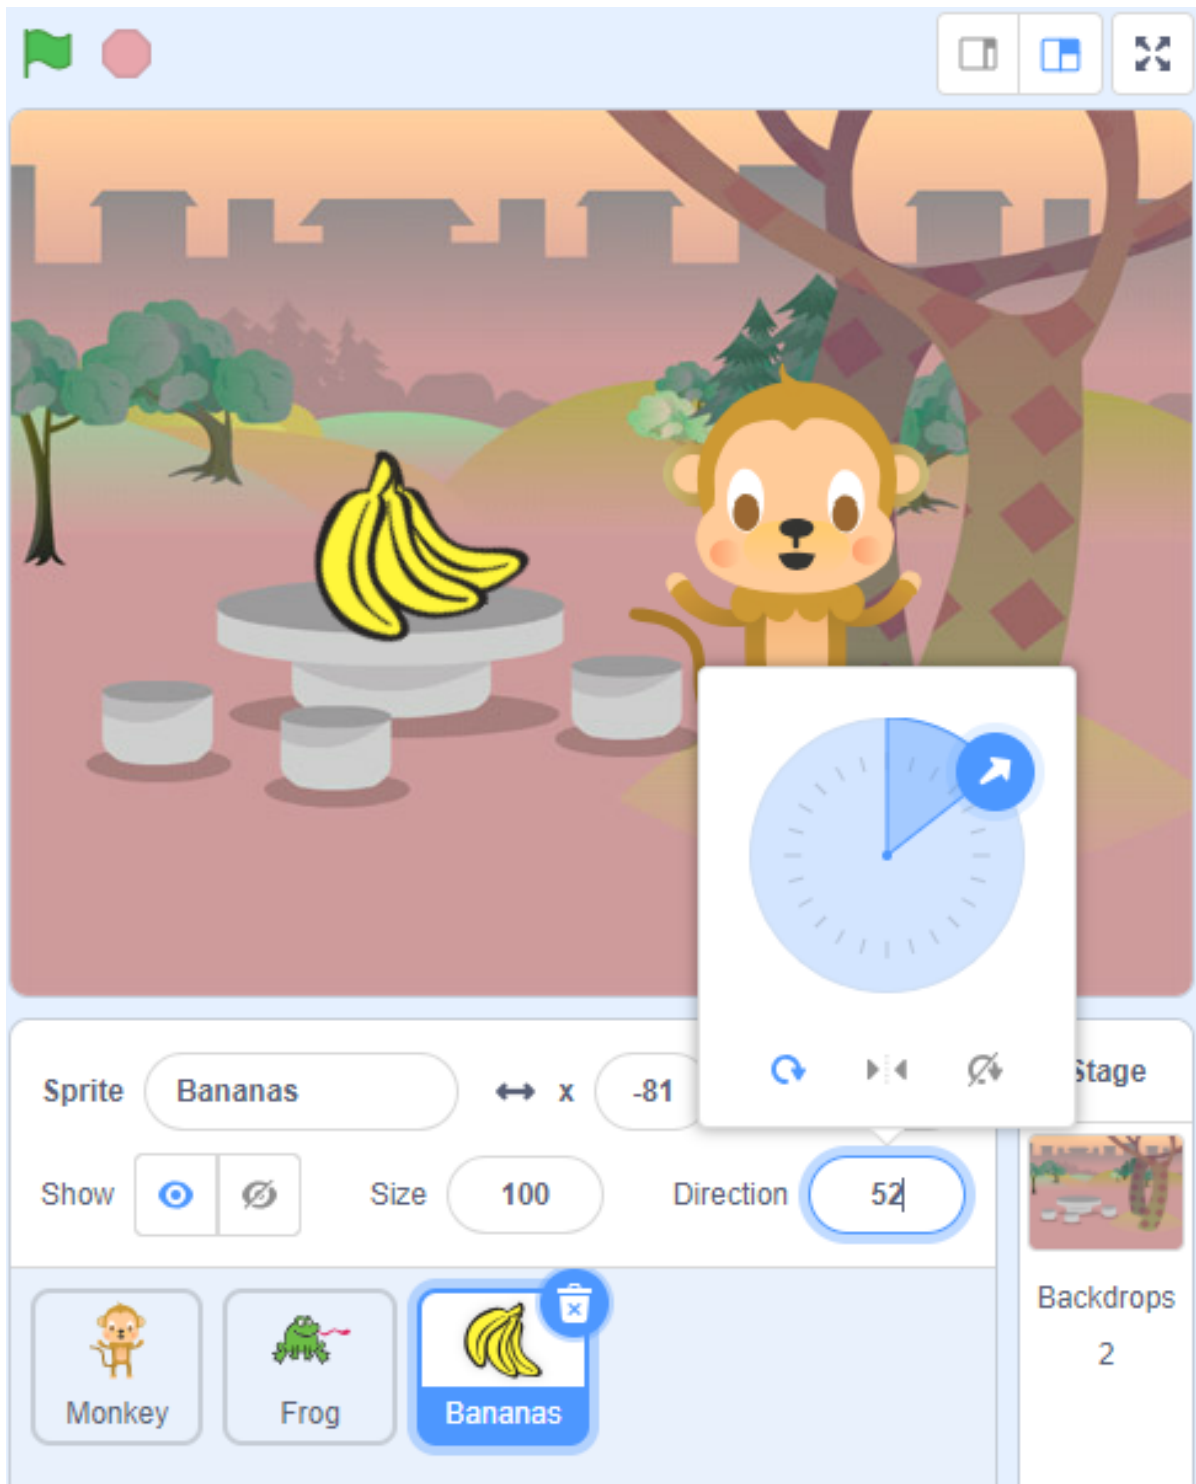 Sprite Bananas x -81
Show Size 100 Direction 52
Stage
Backdrops
2
Monkey Frog Bananas